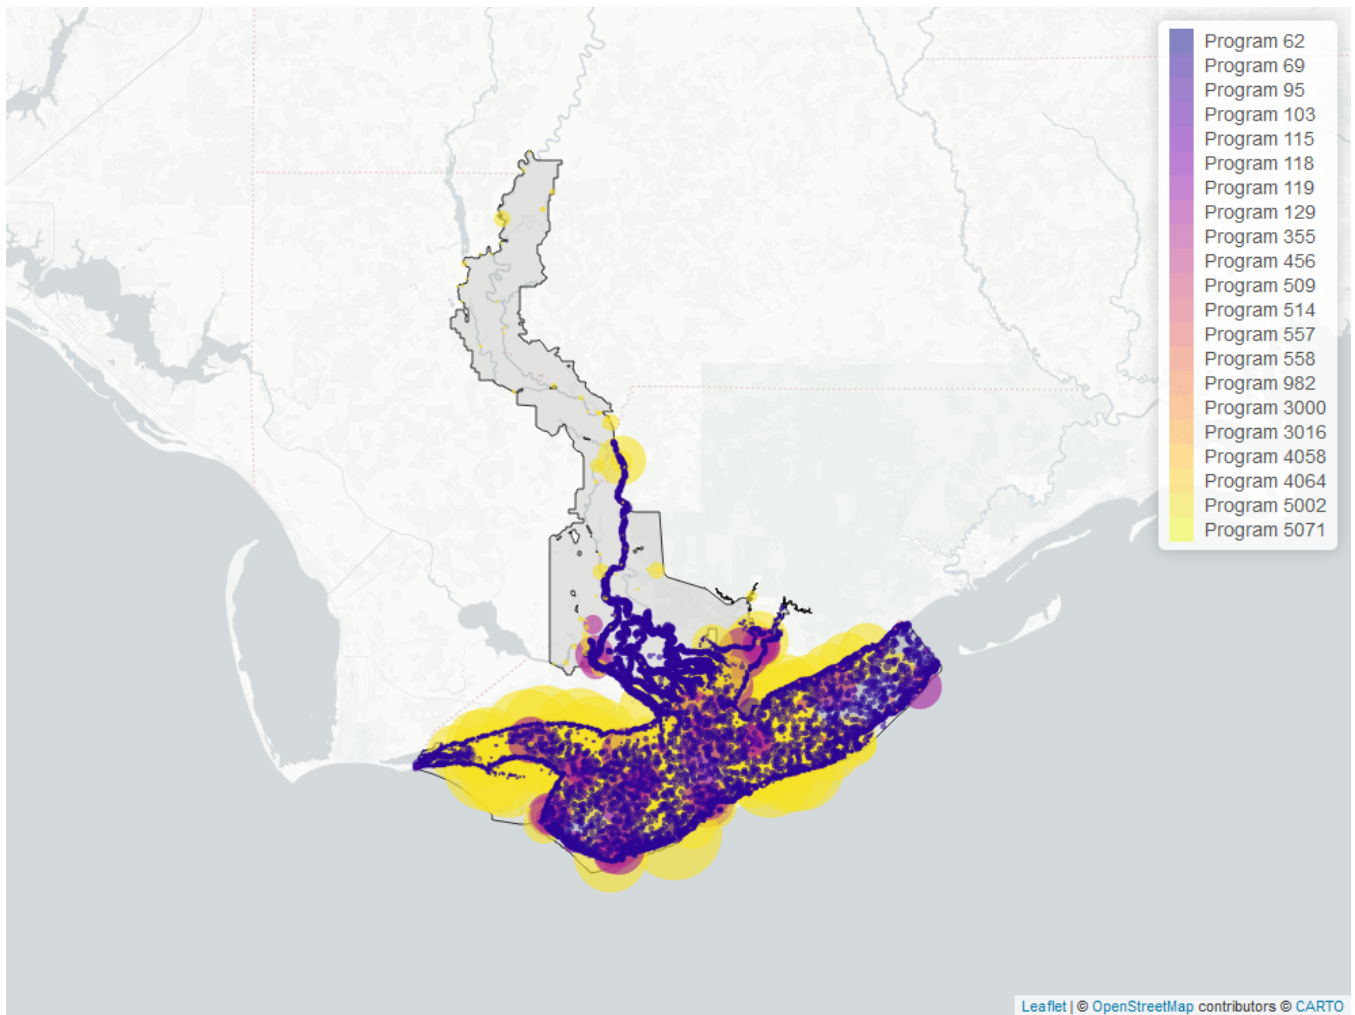 Program 62
Program 69
Program 95
Program 103
Program 115
Program 118
Program 119
Program 129
Program 355
Program 456
Program 509
Program 514
Program 557
Program 558
Program 982
Program 3000
Program 3016
Program 4058
Program 4064
Program 5002
Program 5071
Leaflet | © OpenStreetMap contributors © CARTO